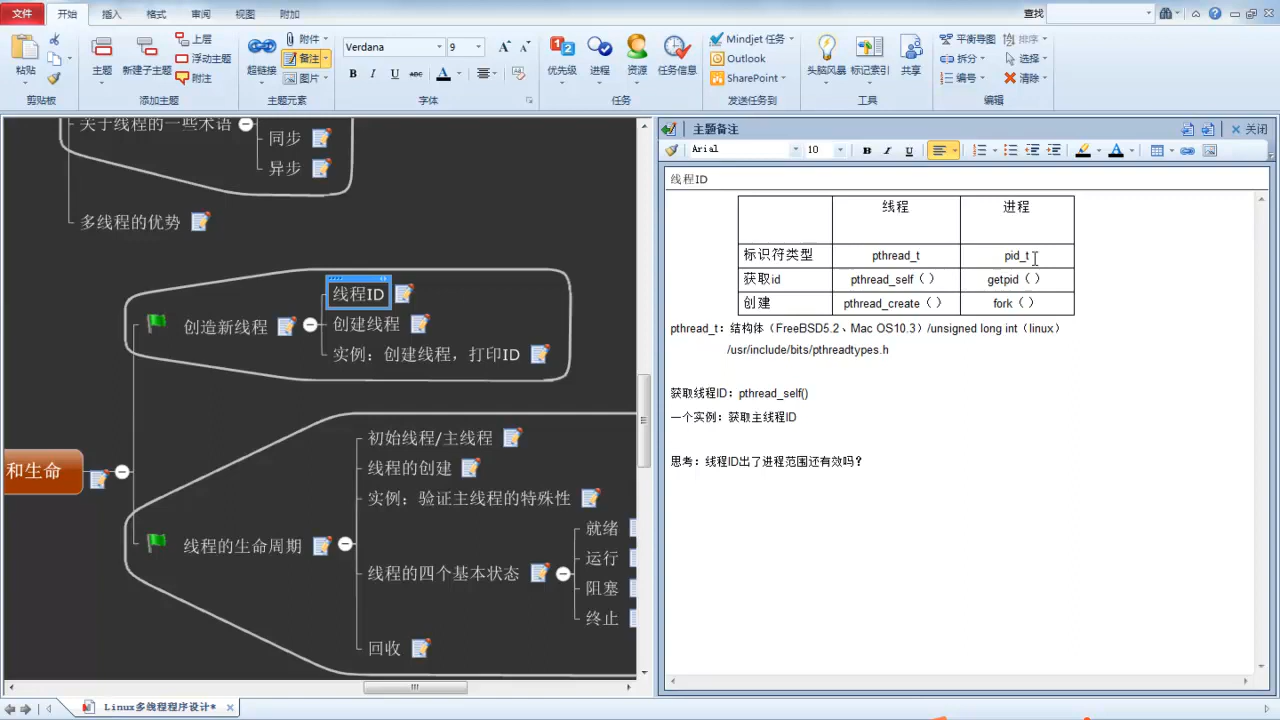 文件 开始 插入 格式 审阅 视图 附加 查找
粘贴 主题 新建子主题 上层 浮动主题 附注 超链接 附件 备注 图片 Verdana 9 优先级 进程 资源 任务信息 Mindjet 任务 Outlook SharePoint 头脑风暴 标记索引 共享 平衡导图 排序 拆分 选择 编号 清除
剪贴板 添加主题 主题元素 字体 任务 发送任务到 工具 编辑
关于线程的一些术语
同步
异步
多线程的优势
线程ID
创造新线程
创建线程
实例：创建线程，打印ID
和生命
初始线程/主线程
线程的创建
实例：验证主线程的特殊性
线程的生命周期
线程的四个基本状态
就绪
运行
阻塞
终止
回收
主题备注 关闭
Arial 10
线程ID
线程 进程
标识符类型 pthread_t pid_t
获取id pthread_self（） getpid（）
创建 pthread_create（） fork（）
pthread_t：结构体（FreeBSD5.2、Mac OS10.3）/unsigned long int（linux）
/usr/include/bits/pthreadtypes.h
获取线程ID：pthread_self()
一个实例：获取主线程ID
思考：线程ID出了进程范围还有效吗？
Linux多线程程序设计*